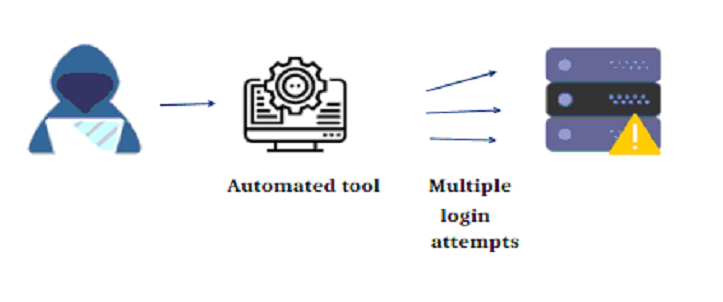 Automated tool
Multiple
login
attempts